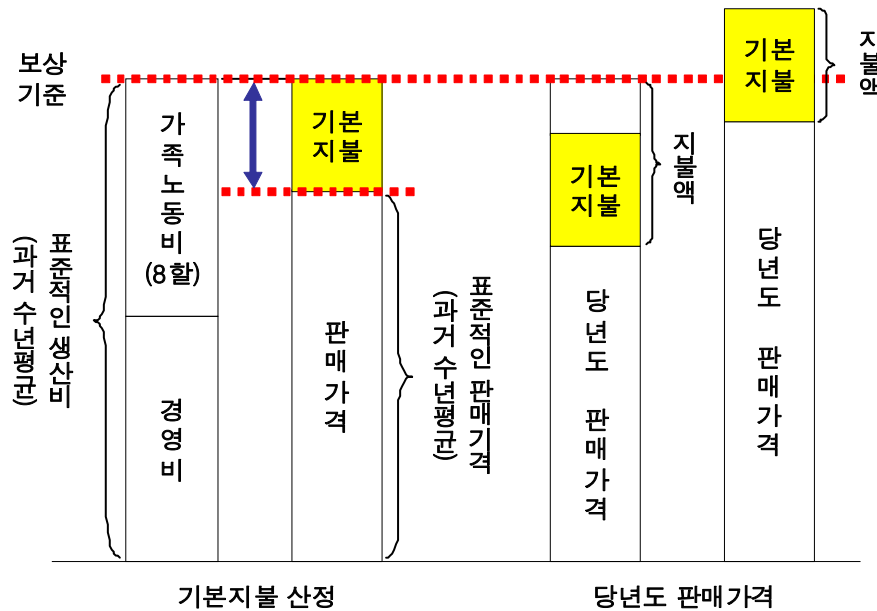 보상
기준
표준적인 생산비
(과거 수년평균)
가족노동비
(8할)
경영비
기본
지불
판매가격
표준적인 판매기격
(과거 수년평균)
기본
지불
지불액
당년도 판매가격
기본
지불
지불액
당년도 판매가격
기본지불 산정
당년도 판매가격